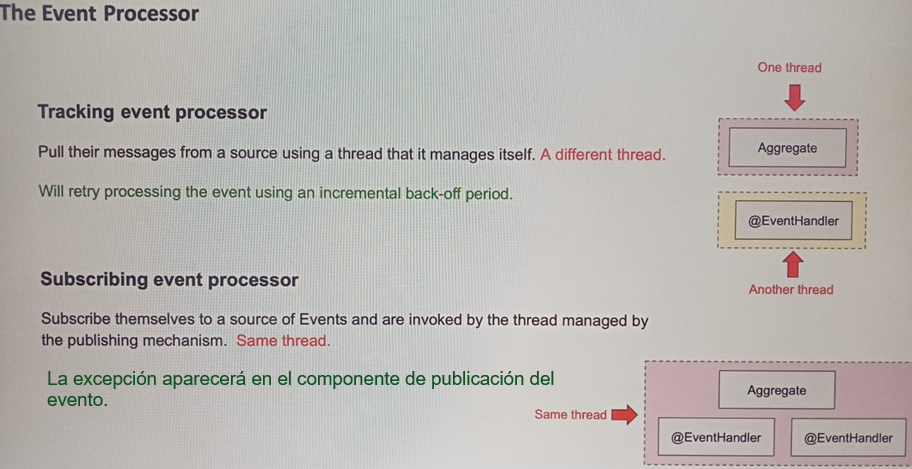 The Event Processor
One thread
Tracking event processor
Pull their messages from a source using a thread that it manages itself. A different thread.
Aggregate
Will retry processing the event using an incremental back-off period.
@EventHandler
Another thread
Subscribing event processor
Subscribe themselves to a source of Events and are invoked by the thread managed by
the publishing mechanism. Same thread.
La excepción aparecerá en el componente de publicación del
evento.
Same thread
Aggregate
@EventHandler
@EventHandler